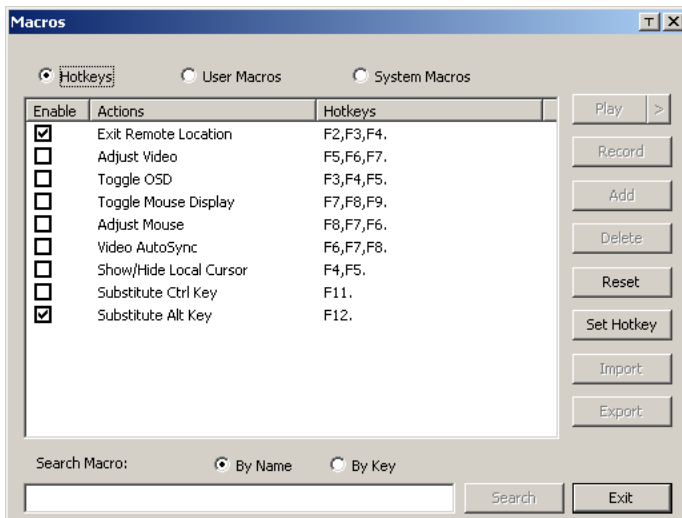 Macros
Hotkeys User Macros System Macros
Enable Actions Hotkeys
Exit Remote Location F2,F3,F4.
Adjust Video F5,F6,F7.
Toggle OSD F3,F4,F5.
Toggle Mouse Display F7,F8,F9.
Adjust Mouse F8,F7,F6.
Video AutoSync F6,F7,F8.
Show/Hide Local Cursor F4,F5.
Substitute Ctrl Key F11.
Substitute Alt Key F12.
Play >
Record
Add
Delete
Reset
Set Hotkey
Import
Export
Search Macro: By Name By Key
Search Exit